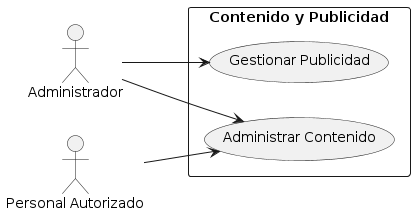 Contenido y Publicidad
Gestionar Publicidad
Administrador
Administrar Contenido
Personal Autorizado